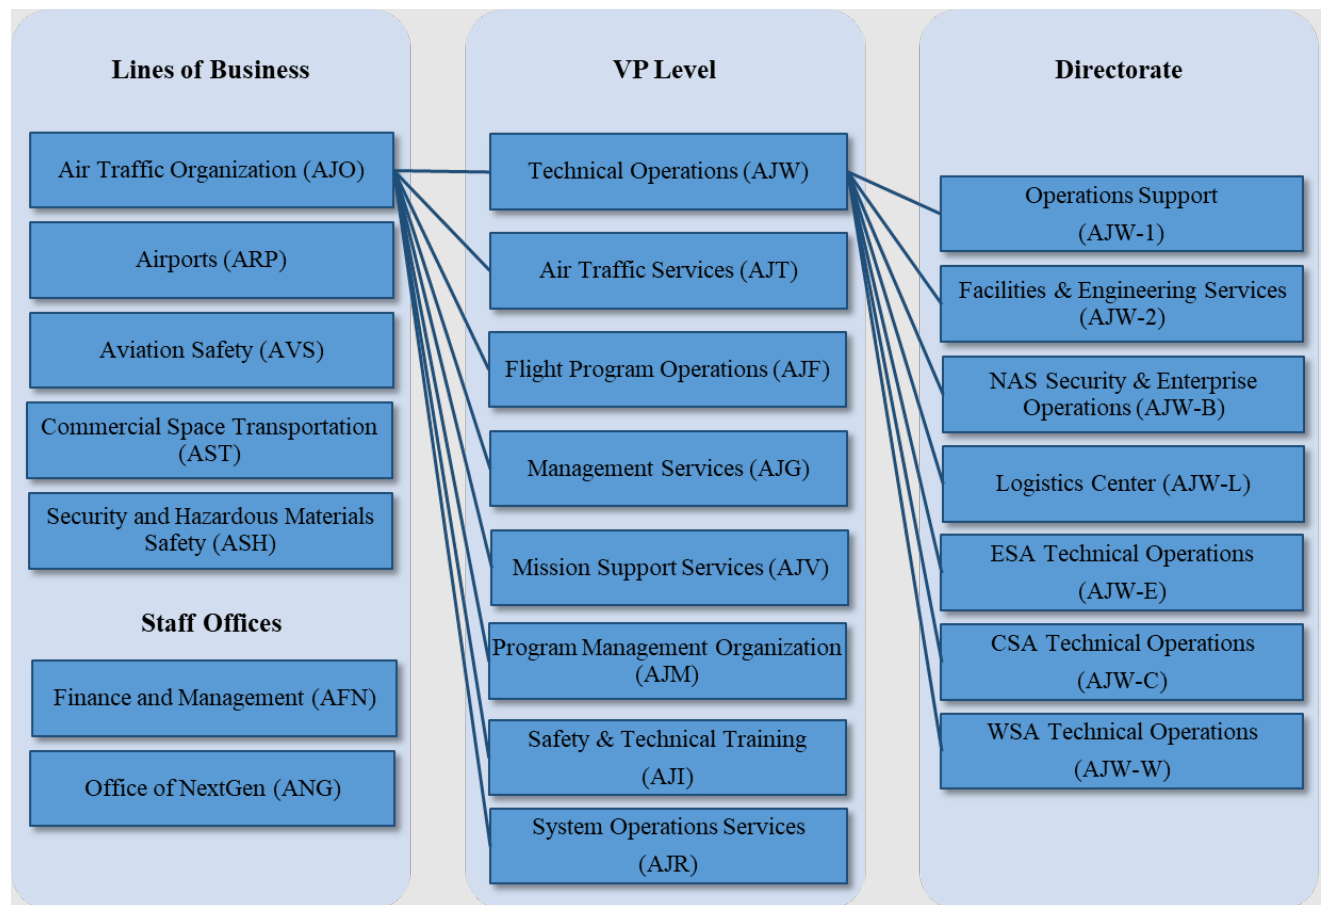 Lines of Business
Air Traffic Organization (AJO)
Airports (ARP)
Aviation Safety (AVS)
Commercial Space Transportation
(AST)
Security and Hazardous Materials
Safety (ASH)
Staff Offices
Finance and Management (AFN)
Office of NextGen (ANG)
VP Level
Technical Operations (AJW)
Air Traffic Services (AJT)
Flight Program Operations (AJF)
Management Services (AJG)
Mission Support Services (AJV)
Program Management Organization
(AJM)
Safety & Technical Training
(AJI)
System Operations Services
(AJR)
Directorate
Operations Support
(AJW-1)
Facilities & Engineering Services
(AJW-2)
NAS Security & Enterprise
Operations (AJW-B)
Logistics Center (AJW-L)
ESA Technical Operations
(AJW-E)
CSA Technical Operations
(AJW-C)
WSA Technical Operations
(AJW-W)